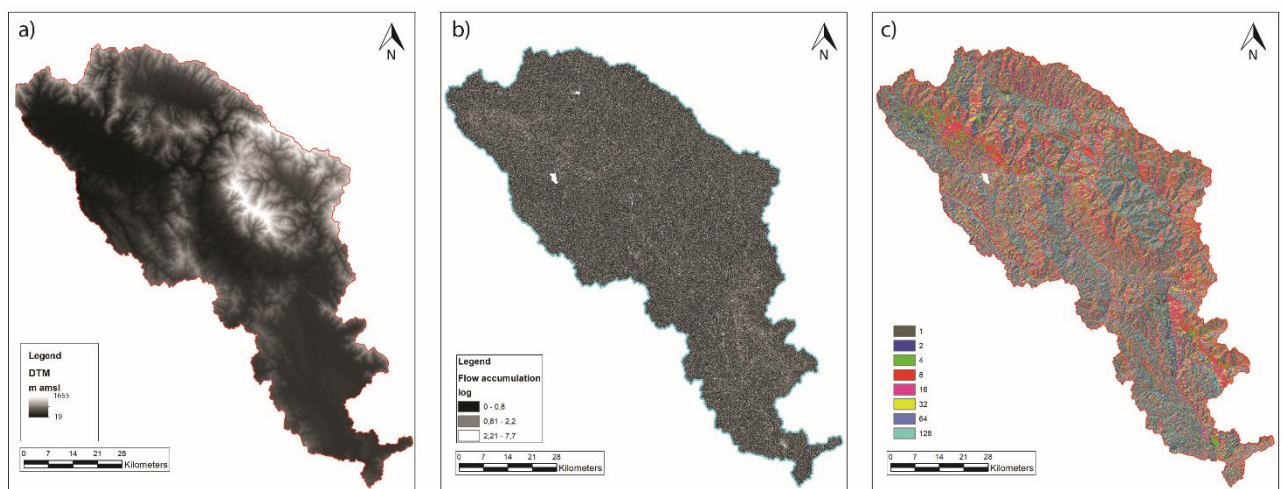 a)
N
Legend
DTM
m amsl
1655
19
0 7 14 21 28
Kilometers
b)
N
Legend
Flow accumulation
log
0 - 0,8
0,81 - 2,2
2,21 - 7,7
0 7 14 21 28
Kilometers
c)
N
1
2
4
8
16
32
64
128
0 7 14 21 28
Kilometers